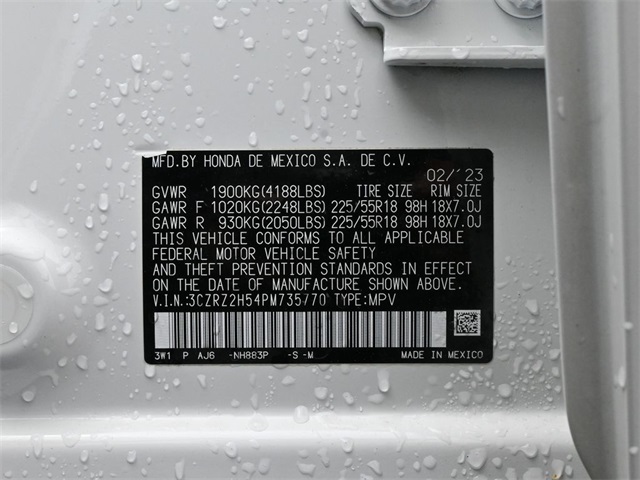 MFD.BY HONDA DE MEXICO S.A. DE C.V.
02/'23
GVWR 1900KG(4188LBS) TIRE SIZE RIM SIZE
GAWR F 1020KG(2248LBS) 225/55R18 98H 18X7.0J
GAWR R 930KG(2050LBS) 225/55R18 98H 18X7.0J
THIS VEHICLE CONFORMS TO ALL APPLICABLE
FEDERAL MOTOR VEHICLE SAFETY
AND THEFT PREVENTION STANDARDS IN EFFECT
ON THE DATE OF MANUFACTURE SHOWN ABOVE.
V.I.N.:3CZRZ2H54PM735770 TYPE:MPV
3W1 P AJ6 -NH883P -S-M MADE IN MEXICO